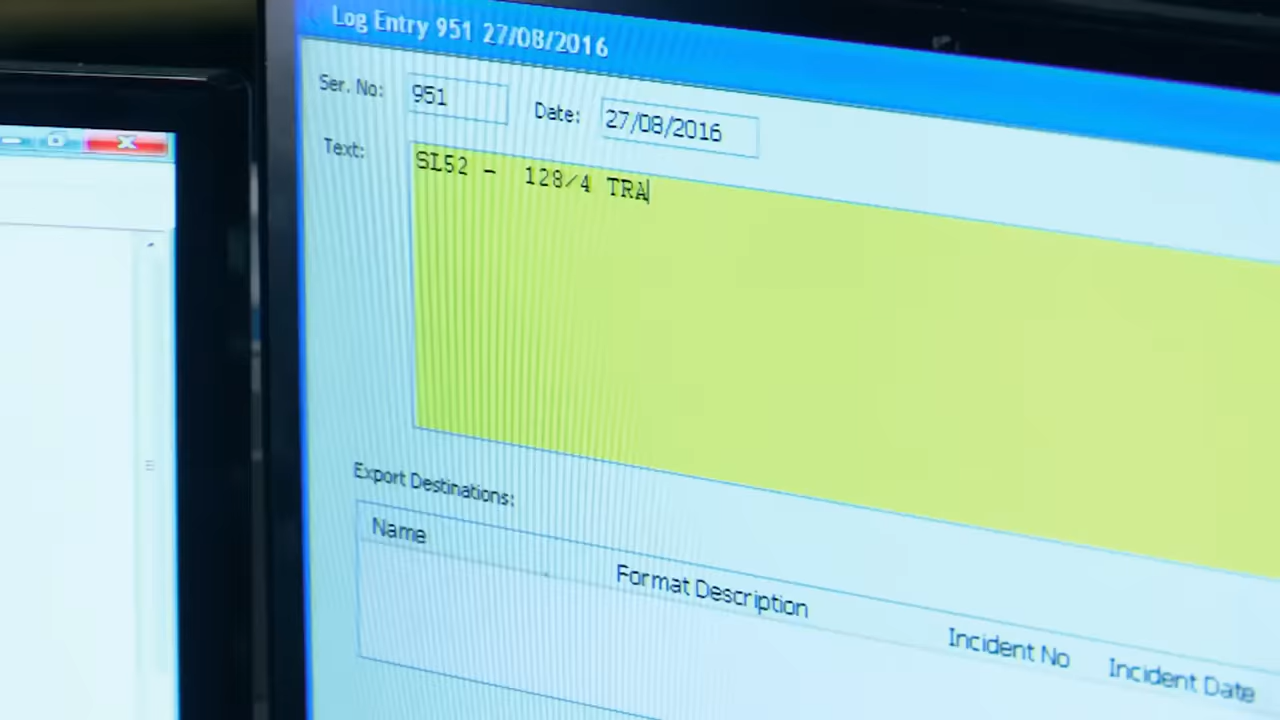 Log Entry 951 27/08/2016
Ser. No: 951 Date: 27/08/2016
Text: SL52 - 128/4 TRA
Export Destinations:
Name Format Description Incident No Incident Date